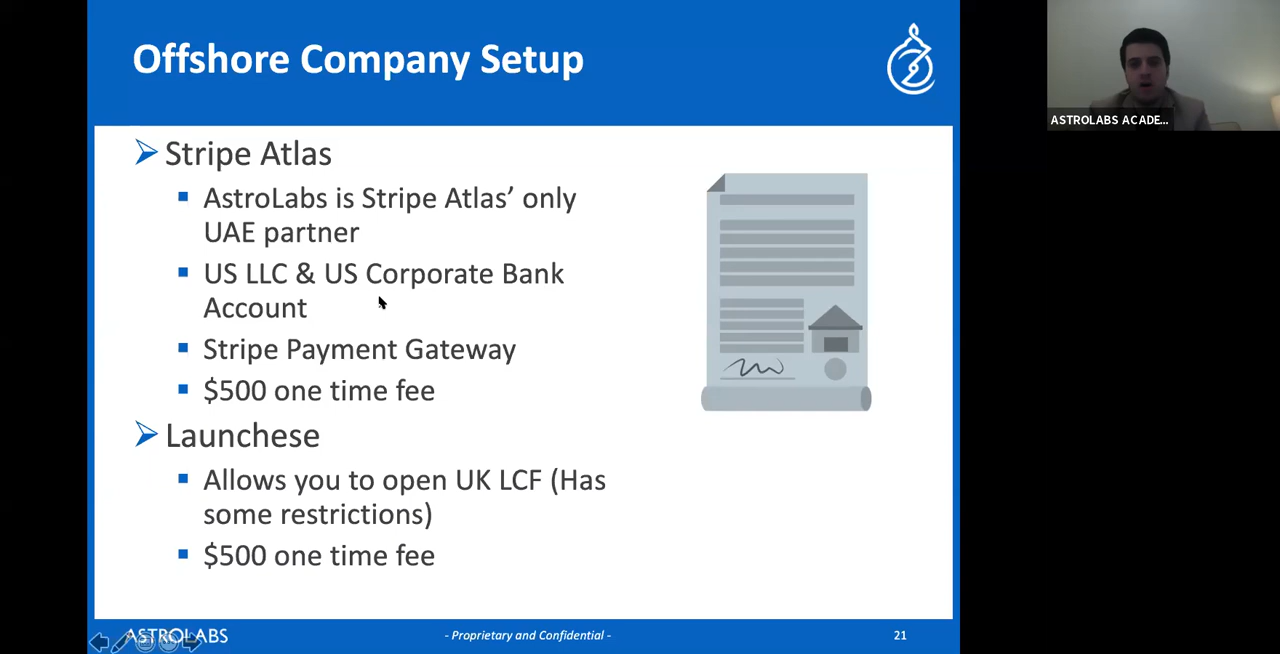 Offshore Company Setup
ASTROLABS ACADE...
Stripe Atlas
AstroLabs is Stripe Atlas’ only
UAE partner
US LLC & US Corporate Bank
Account
Stripe Payment Gateway
$500 one time fee
Launchese
Allows you to open UK LCF (Has
some restrictions)
$500 one time fee
ASTROLABS
- Proprietary and Confidential -
21